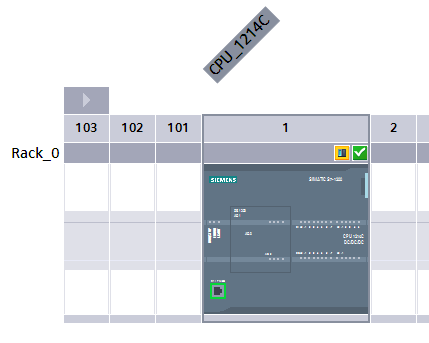 CPU_1214C
103 102 101 1 2
Rack_0
SIEMENS
SIMATIC S7-1200
CPU 1214C
DC/DC/DC